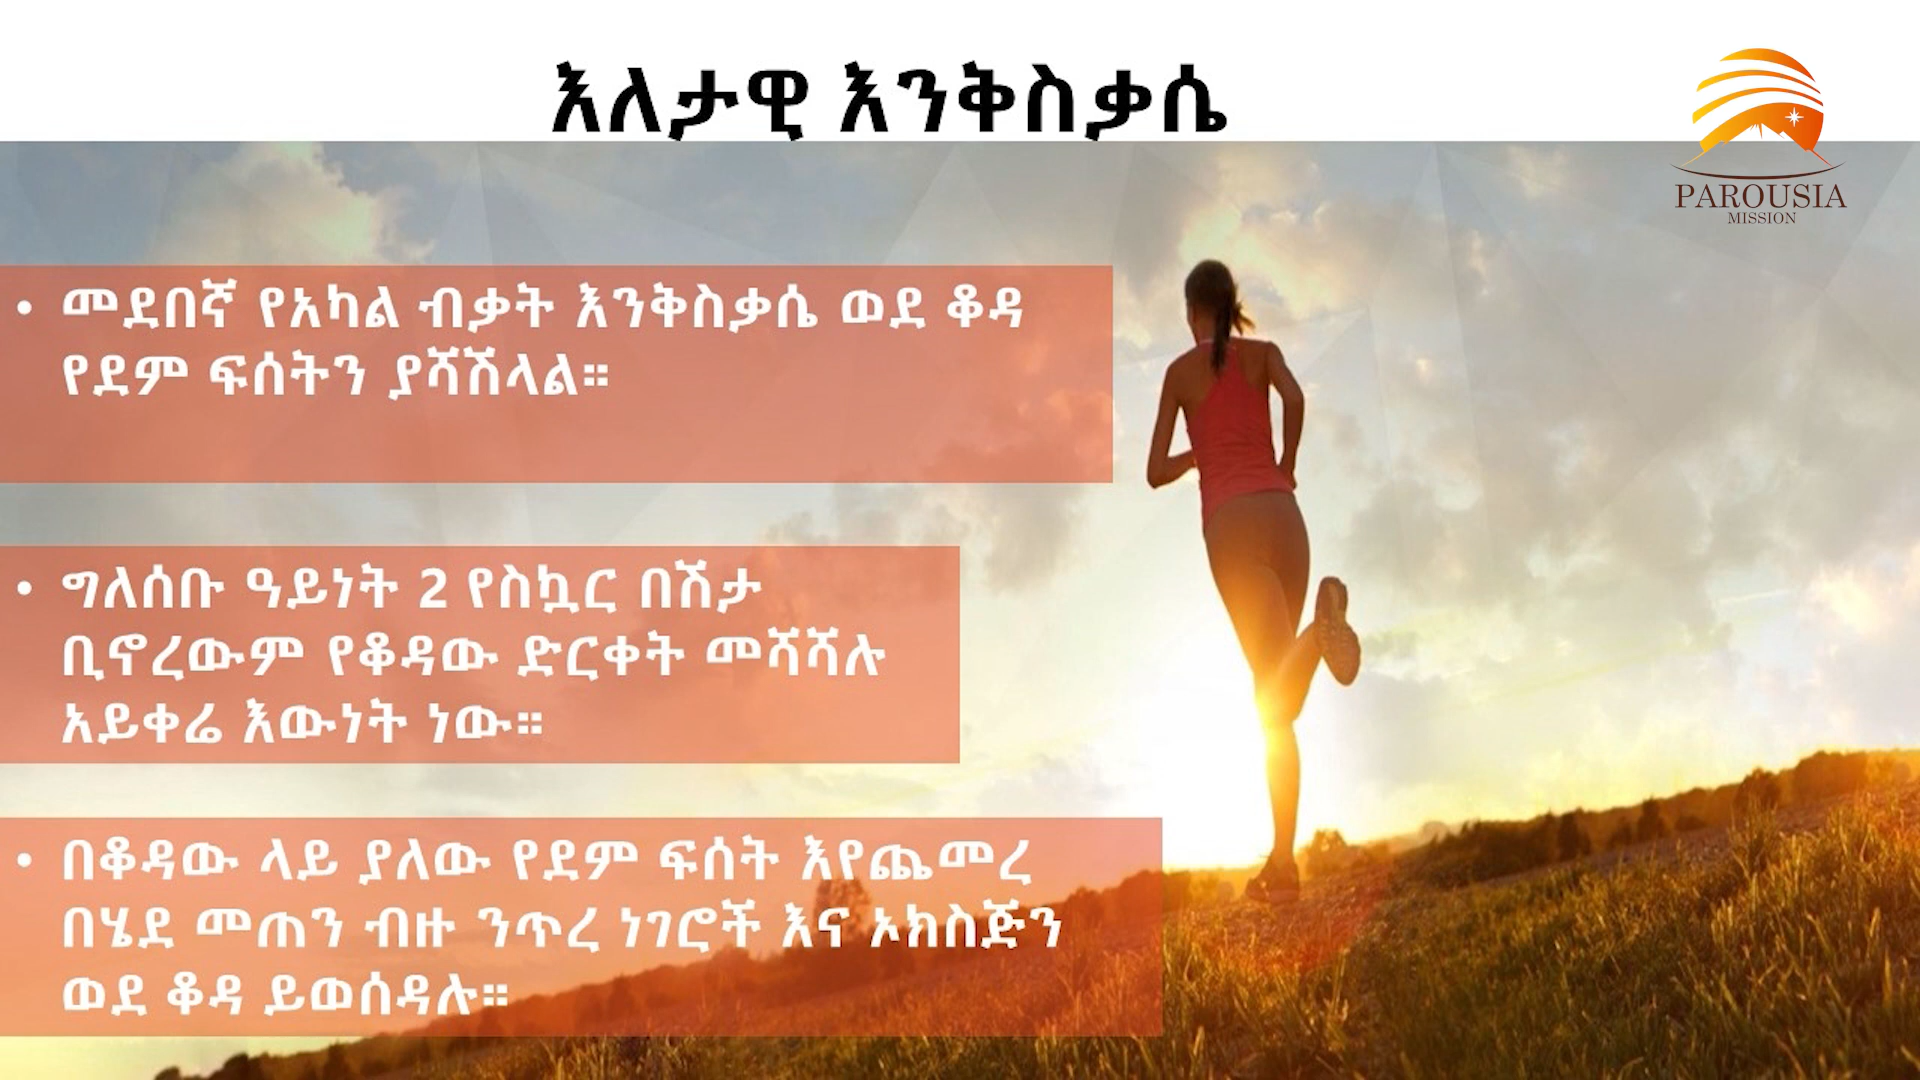 እለታዊ እንቅስቃሴ
PAROUSIA
MISSION
• መደበኛ የአካል ብቃት እንቅስቃሴ ወደ ቆዳ
የደም ፍሰትን ያሻሽላል።
• ግለሰቡ ዓይነት 2 የስኳር በሽታ
ቢኖረውም የቆዳው ድርቀት መሻሻሉ
አይቀሬ እውነት ነው።
• በቆዳው ላይ ያለው የደም ፍሰት እየጨመረ
በሄደ መጠን ብዙ ንጥረ ነገሮች እና ኦክስጅን
ወደ ቆዳ ይወሰዳሉ።